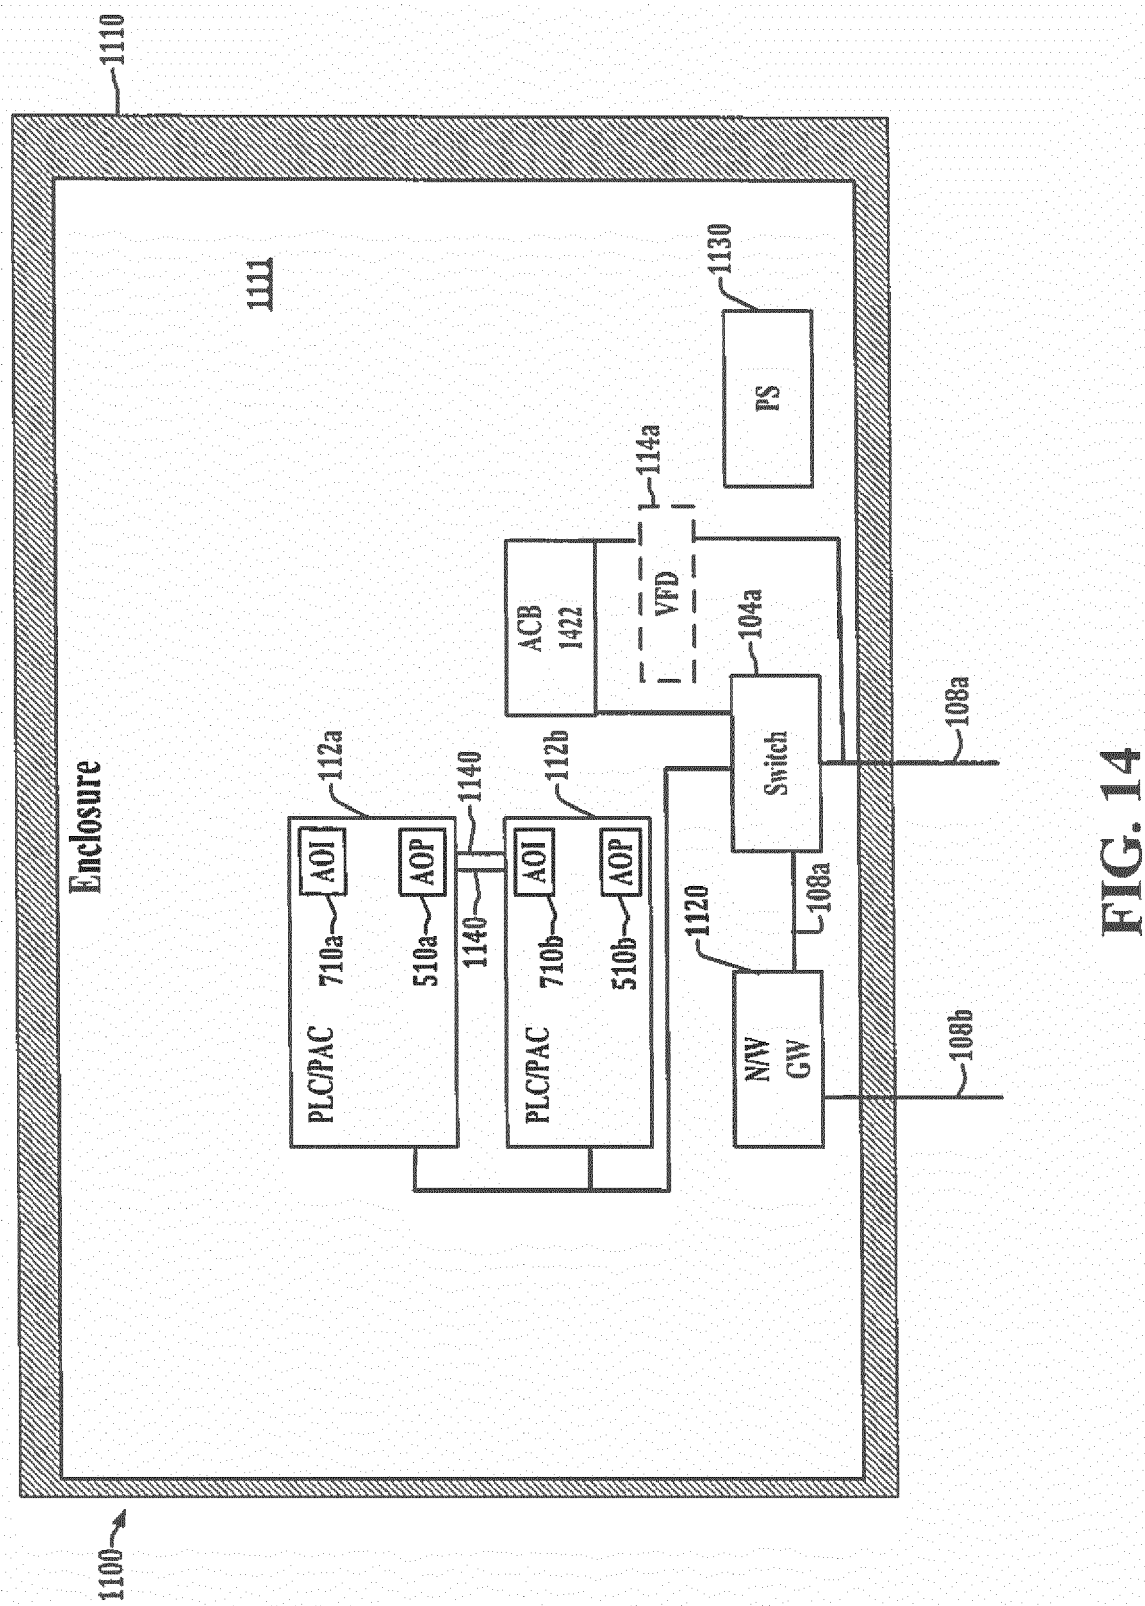 1100
1110
Enclosure
1111
PLC/PAC
112a
AOI
710a
AOP
510a
1140
1140
PLC/PAC
112b
AOI
710b
AOP
510b
ACB
1422
VFD
114a
PS
1130
N/W
GW
1120
108a
Switch
104a
108b
108a
FIG. 14